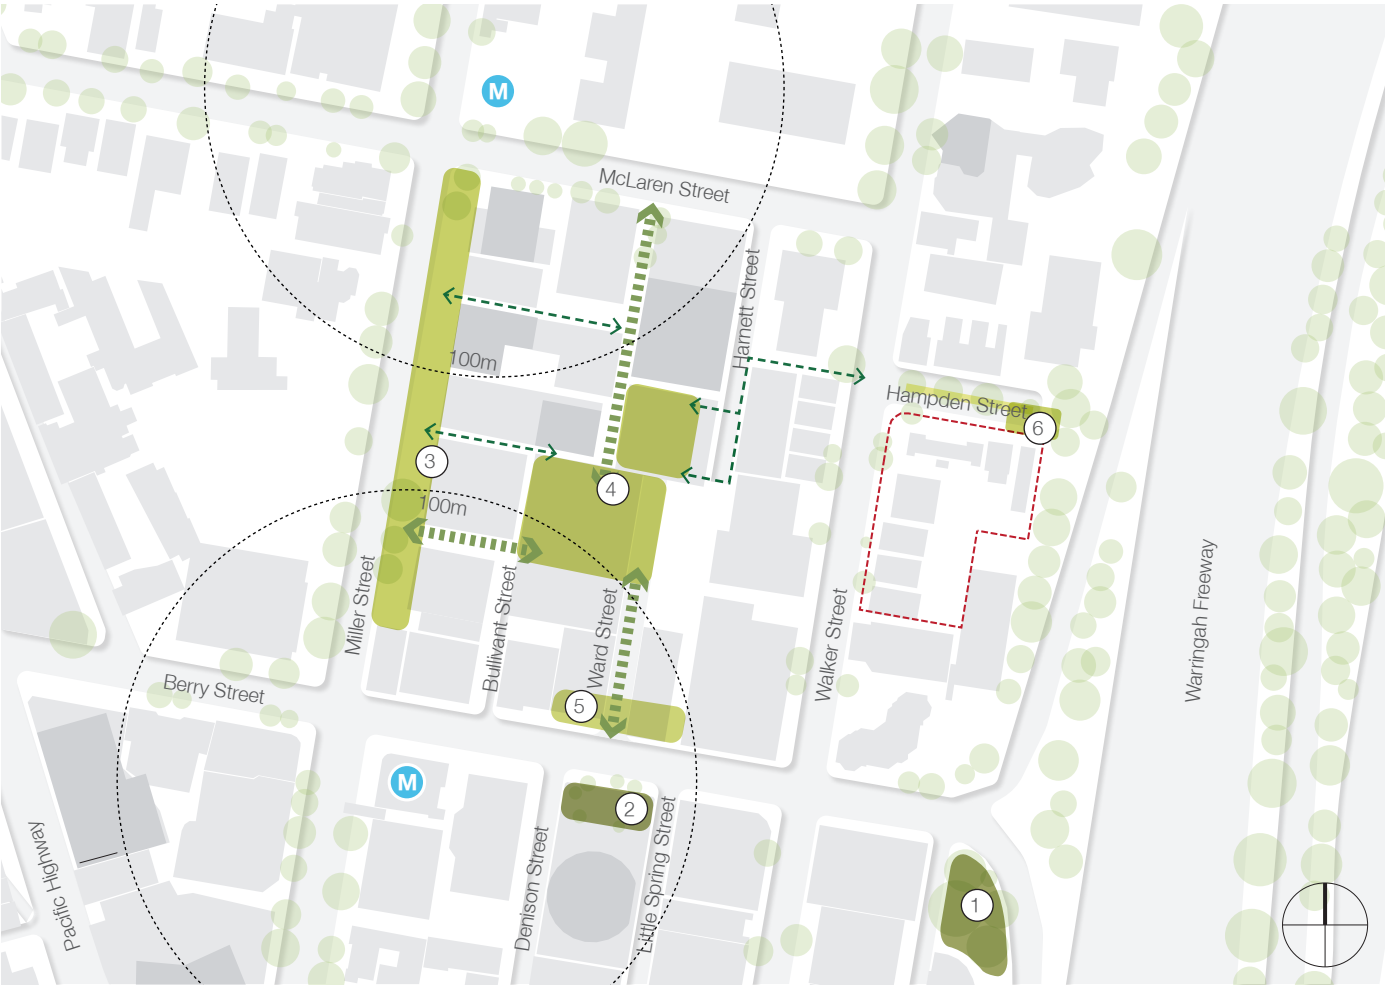 M
McLaren Street
Harnett Street
100m
Hampden Street
6
3
4
100m
Miller Street
Bullivant Street
Ward Street
Walker Street
Warringah Freeway
Berry Street
5
M
2
Pacific Highway
Denison Street
Little Spring Street
1